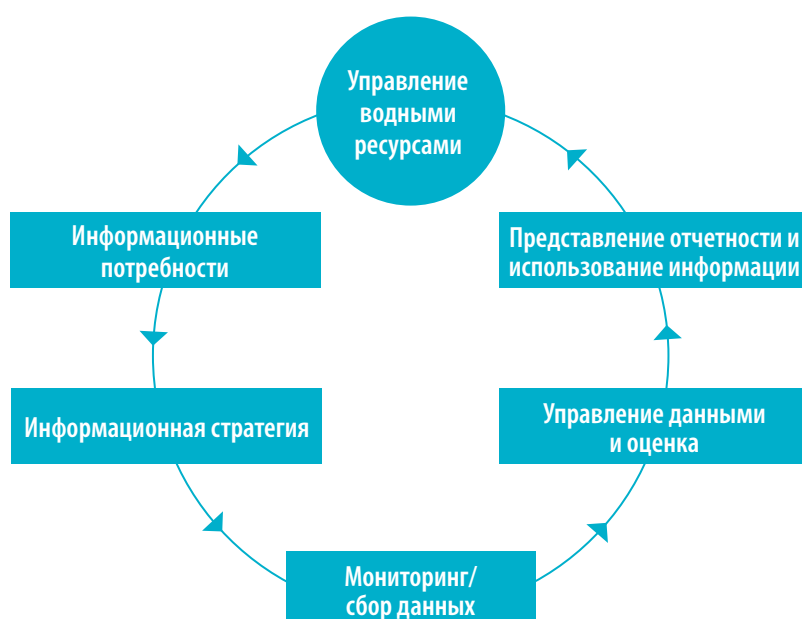 Управление
водными
ресурсами
Информационные
потребности
Представление отчетности и
использование информации
Информационная стратегия
Управление данными
и оценка
Мониторинг/
сбор данных